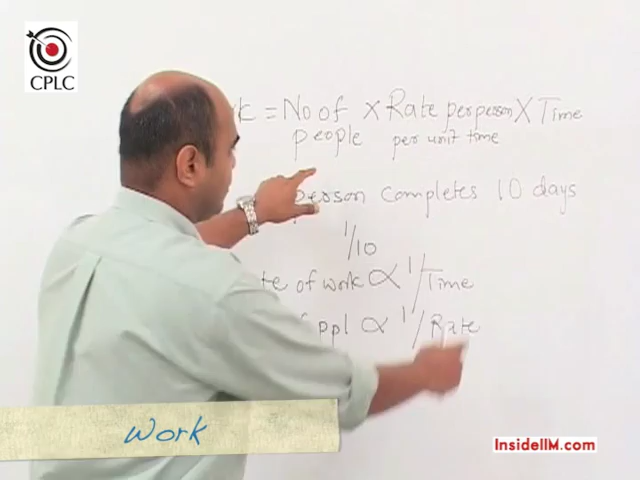 CPLC
= No of x Rate per person X Time
people per unit time
person completes 10 days
1/10
of work ∝ 1/Time
ppl ∝ 1/Rate
Work
InsideIIM.com